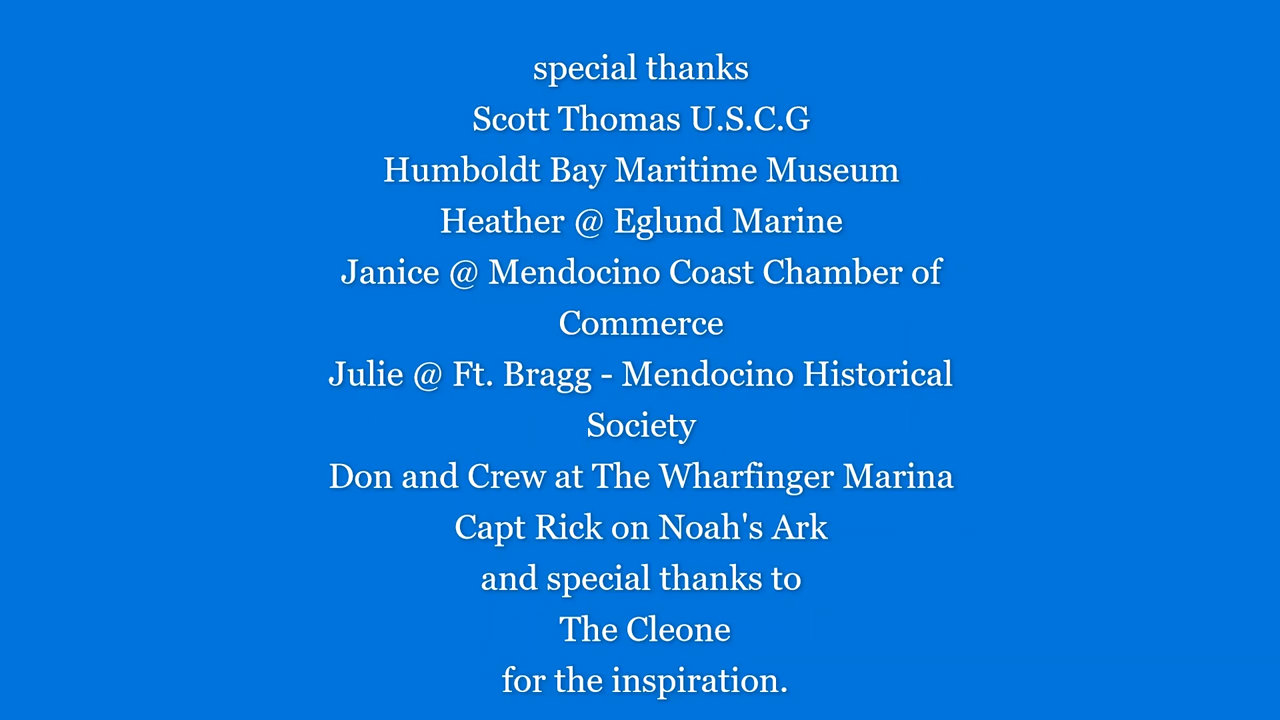 special thanks
Scott Thomas U.S.C.G
Humboldt Bay Maritime Museum
Heather @ Eglund Marine
Janice @ Mendocino Coast Chamber of
Commerce
Julie @ Ft. Bragg - Mendocino Historical
Society
Don and Crew at The Wharfinger Marina
Capt Rick on Noah's Ark
and special thanks to
The Cleone
for the inspiration.